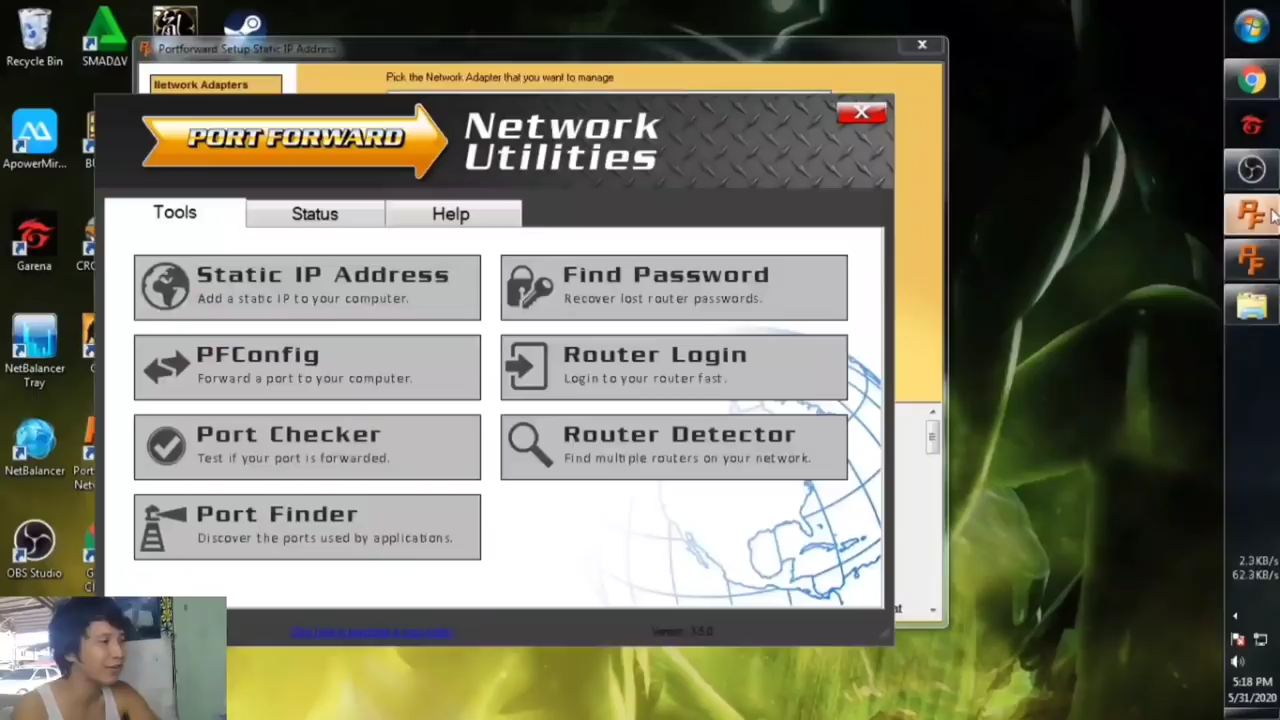 Portforward Setup Static IP Address
Network Adapters
Pick the Network Adapter that you want to manage
PORT FORWARD
Network
Utilities
Tools
Status
Help
Static IP Address
Add a static IP to your computer.
Find Password
Recover lost router passwords.
PFConfig
Forward a port to your computer.
Router Login
Login to your router fast.
Port Checker
Test if your port is forwarded.
Router Detector
Find multiple routers on your network.
Port Finder
Discover the ports used by applications.
Recycle Bin
SMADΔV
ApowerMir...
Garena
NetBalancer
Tray
NetBalancer
OBS Studio
2.3KB/s
62.3KB/s
5:18 PM
5/31/2020